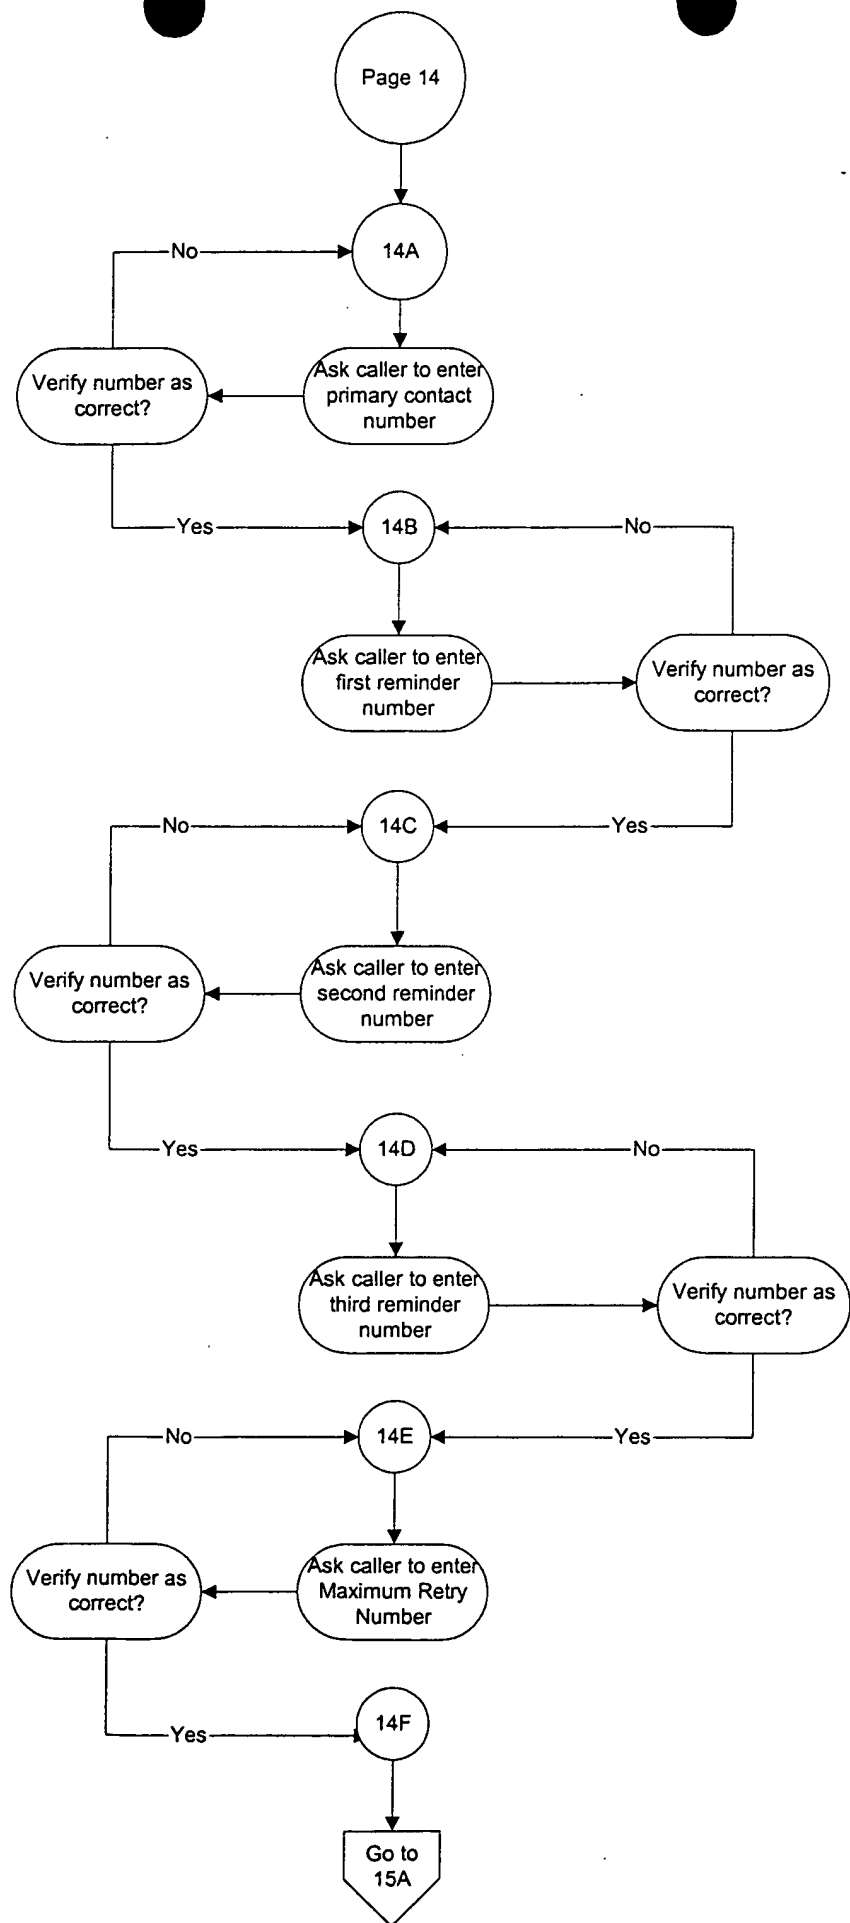 Page 14
No
14A
Verify number as
correct?
Ask caller to enter
primary contact
number
Yes
14B
No
Ask caller to enter
first reminder
number
Verify number as
correct?
No
14C
Yes
Verify number as
correct?
Ask caller to enter
second reminder
number
Yes
14D
No
Ask caller to enter
third reminder
number
Verify number as
correct?
No
14E
Yes
Verify number as
correct?
Ask caller to enter
Maximum Retry
Number
Yes
14F
Go to
15A